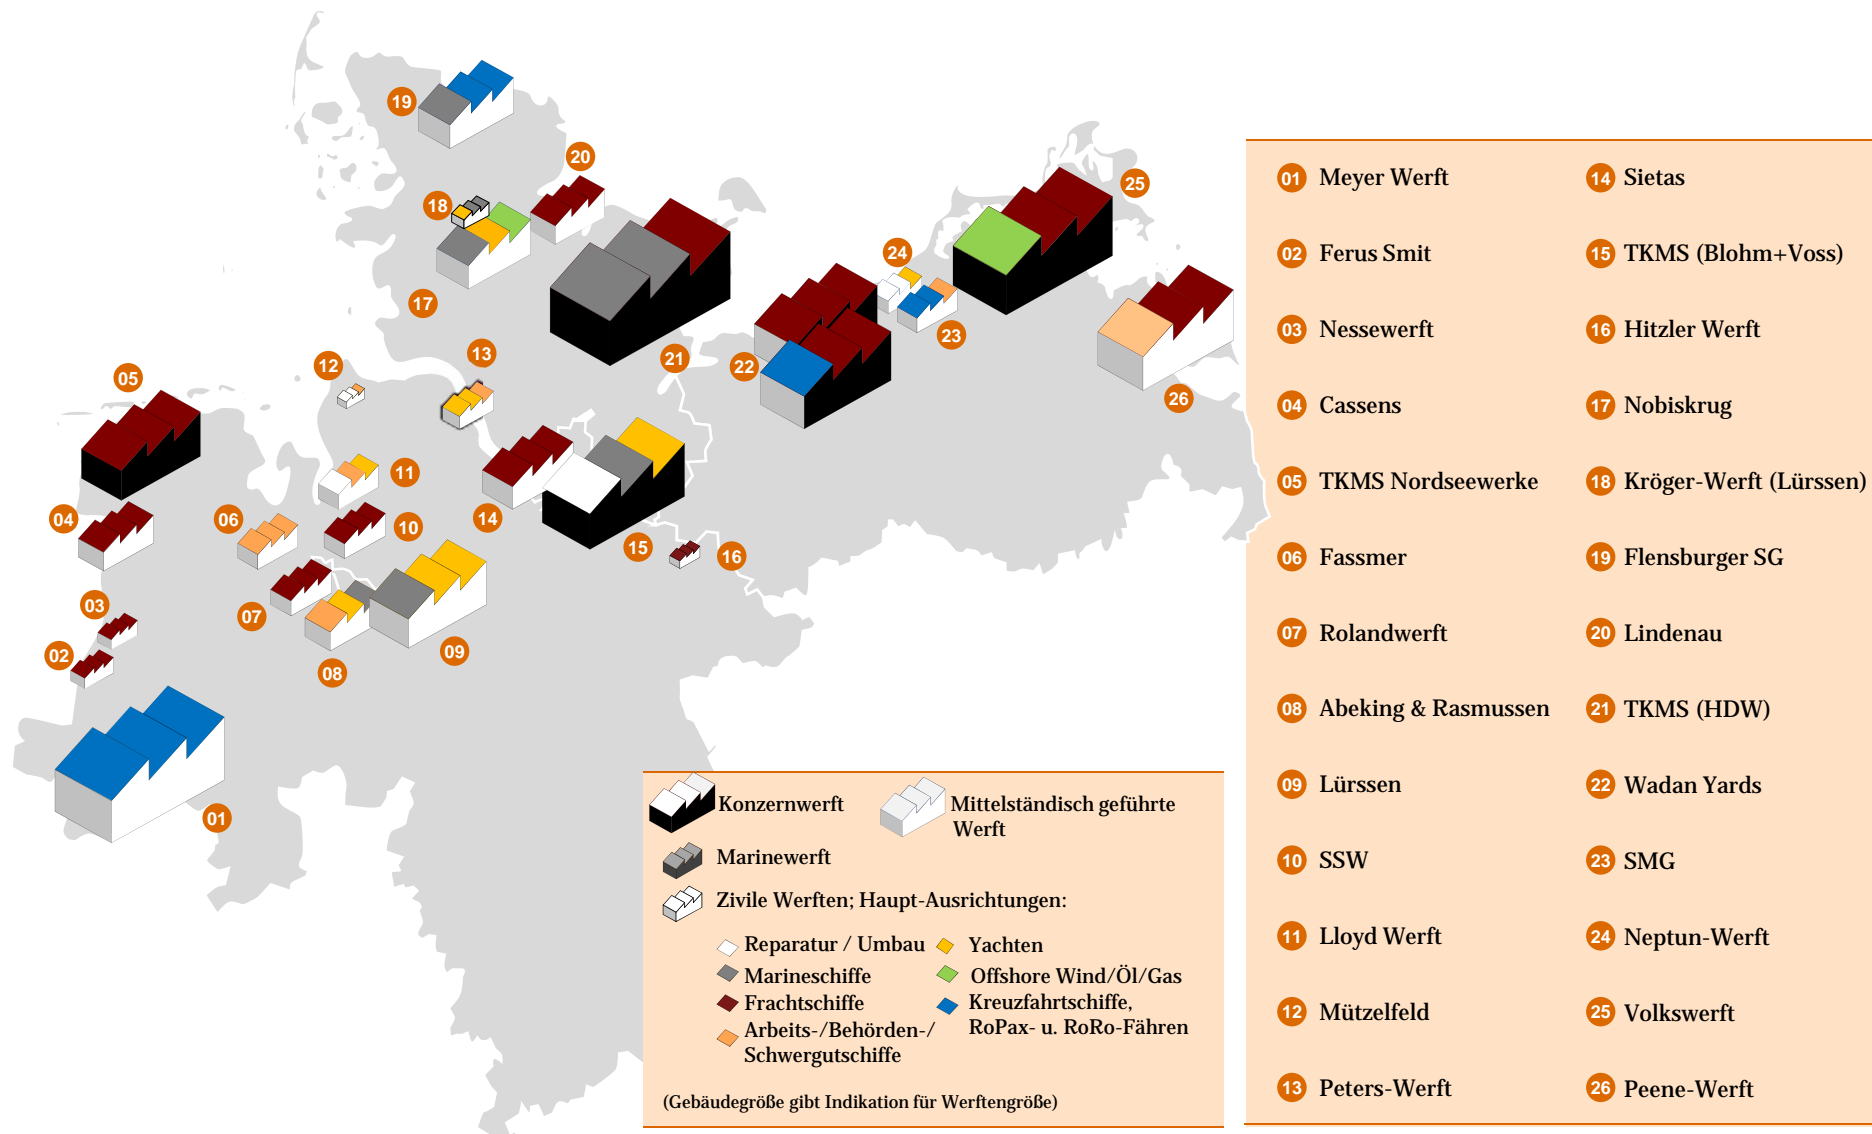 19
20
18
25
24
17
23
12
13
21
22
05
26
11
04
06
10
14
15
16
03
07
02
09
08
01
01 Meyer Werft
02 Ferus Smit
03 Nessewerft
04 Cassens
05 TKMS Nordseewerke
06 Fassmer
07 Rolandwerft
08 Abeking & Rasmussen
09 Lürssen
10 SSW
11 Lloyd Werft
12 Mützelfeld
13 Peters-Werft
14 Sietas
15 TKMS (Blohm+Voss)
16 Hitzler Werft
17 Nobiskrug
18 Kröger-Werft (Lürssen)
19 Flensburger SG
20 Lindenau
21 TKMS (HDW)
22 Wadan Yards
23 SMG
24 Neptun-Werft
25 Volkswerft
26 Peene-Werft
Konzernwerft
Mittelständisch geführte
Werft
Marinewerft
Zivile Werften; Haupt-Ausrichtungen:
Reparatur / Umbau
Marineschiffe
Frachtschiffe
Arbeits-/Behörden-/
Schwergutschiffe
Yachten
Offshore Wind/Öl/Gas
Kreuzfahrtschiffe,
RoPax- u. RoRo-Fähren
(Gebäudegröße gibt Indikation für Werftengröße)